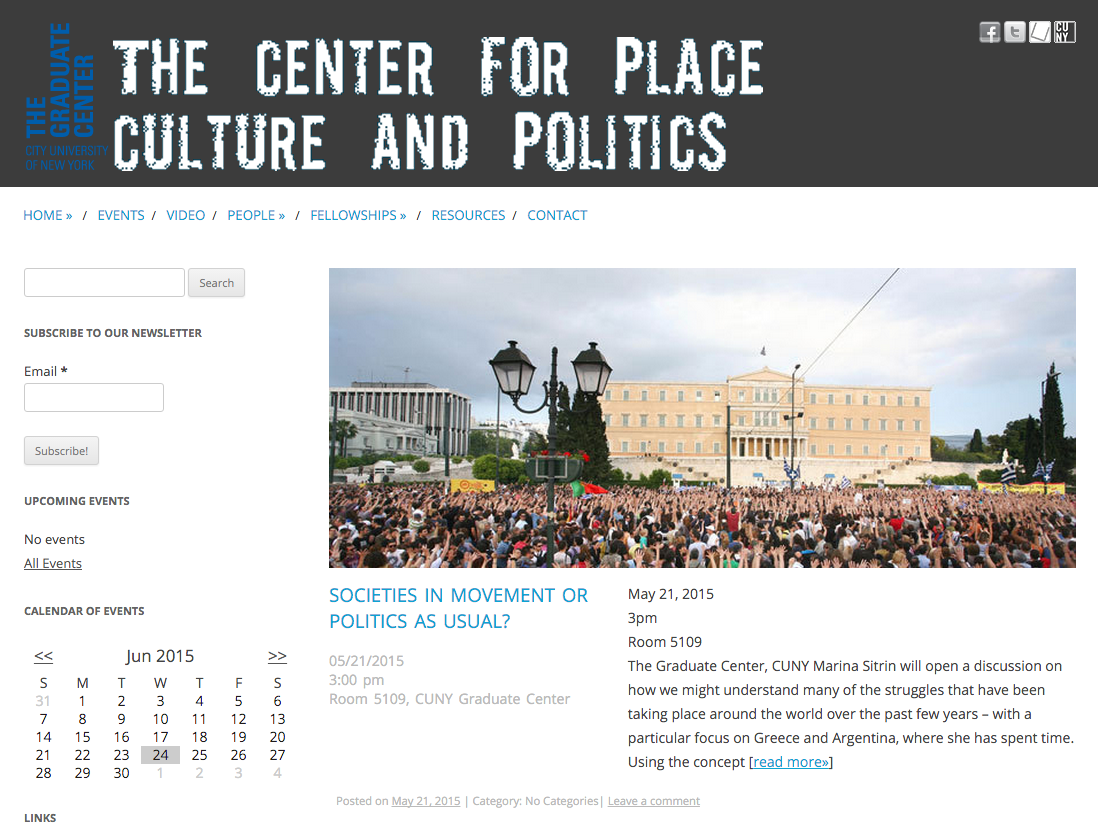 THE GRADUATE CENTER
CITY UNIVERSITY
OF NEW YORK
THE CENTER FOR PLACE
CULTURE AND POLITICS
CU
NY
HOME » / EVENTS / VIDEO / PEOPLE » / FELLOWSHIPS » / RESOURCES / CONTACT
Search
SUBSCRIBE TO OUR NEWSLETTER
Email *
Subscribe!
UPCOMING EVENTS
No events
All Events
CALENDAR OF EVENTS
<< Jun 2015 >>
S M T W T F S
31 1 2 3 4 5 6
7 8 9 10 11 12 13
14 15 16 17 18 19 20
21 22 23 24 25 26 27
28 29 30 1 2 3 4
LINKS
SOCIETIES IN MOVEMENT OR
POLITICS AS USUAL?
05/21/2015
3:00 pm
Room 5109, CUNY Graduate Center
May 21, 2015
3pm
Room 5109
The Graduate Center, CUNY Marina Sitrin will open a discussion on
how we might understand many of the struggles that have been
taking place around the world over the past few years – with a
particular focus on Greece and Argentina, where she has spent time.
Using the concept [read more»]
Posted on May 21, 2015 | Category: No Categories| Leave a comment